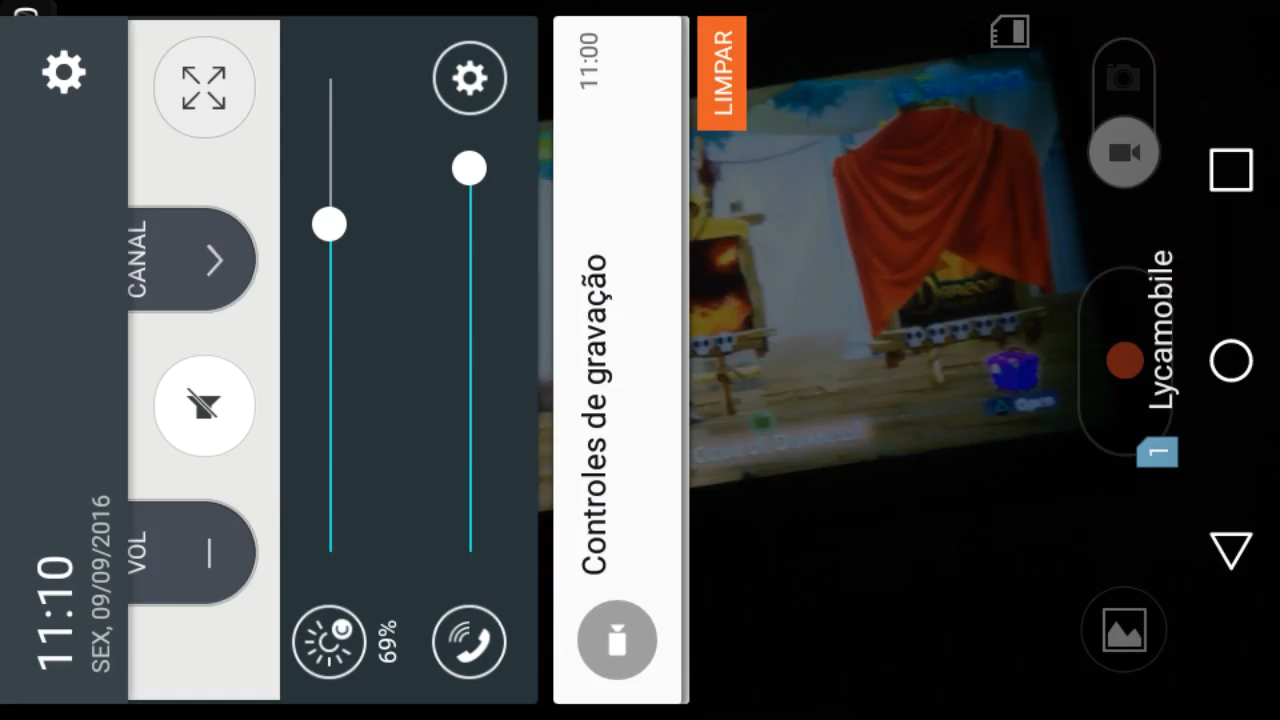 11:10
SEX, 09/09/2016
VOL
CANAL
69%
Controles de gravação
11:00
LIMPAR
Lycamobile
1